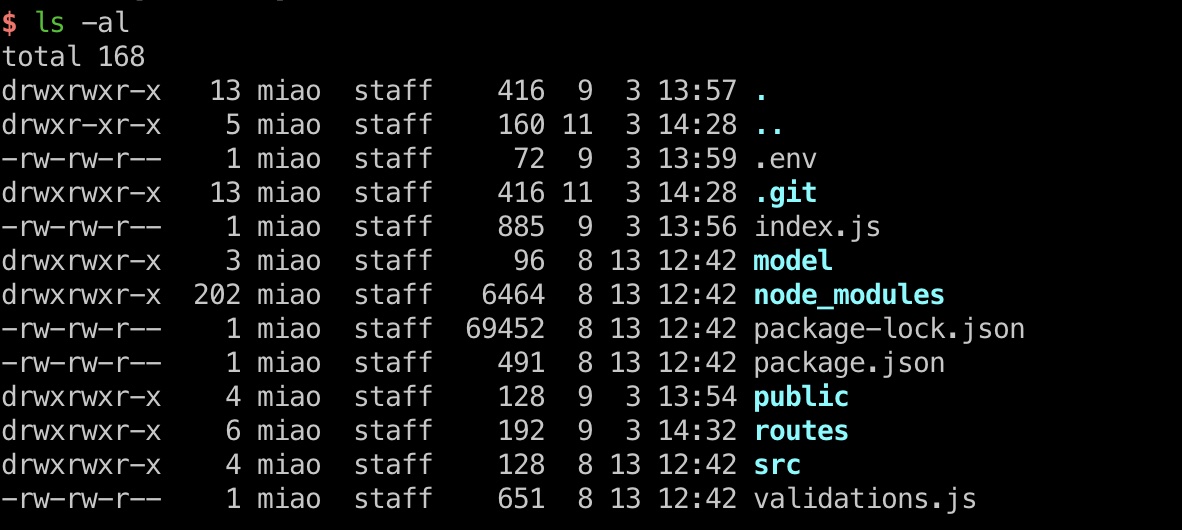 $ ls -al
total 168
drwxrwxr-x   13 miao  staff    416  9  3 13:57 .
drwxr-xr-x    5 miao  staff    160 11  3 14:28 ..
-rw-rw-r--    1 miao  staff     72  9  3 13:59 .env
drwxrwxr-x   13 miao  staff    416 11  3 14:28 .git
-rw-rw-r--    1 miao  staff    885  9  3 13:56 index.js
drwxrwxr-x    3 miao  staff     96  8 13 12:42 model
drwxrwxr-x  202 miao  staff   6464  8 13 12:42 node_modules
-rw-rw-r--    1 miao  staff  69452  8 13 12:42 package-lock.json
-rw-rw-r--    1 miao  staff    491  8 13 12:42 package.json
drwxrwxr-x    4 miao  staff    128  9  3 13:54 public
drwxrwxr-x    6 miao  staff    192  9  3 14:32 routes
drwxrwxr-x    4 miao  staff    128  8 13 12:42 src
-rw-rw-r--    1 miao  staff    651  8 13 12:42 validations.js